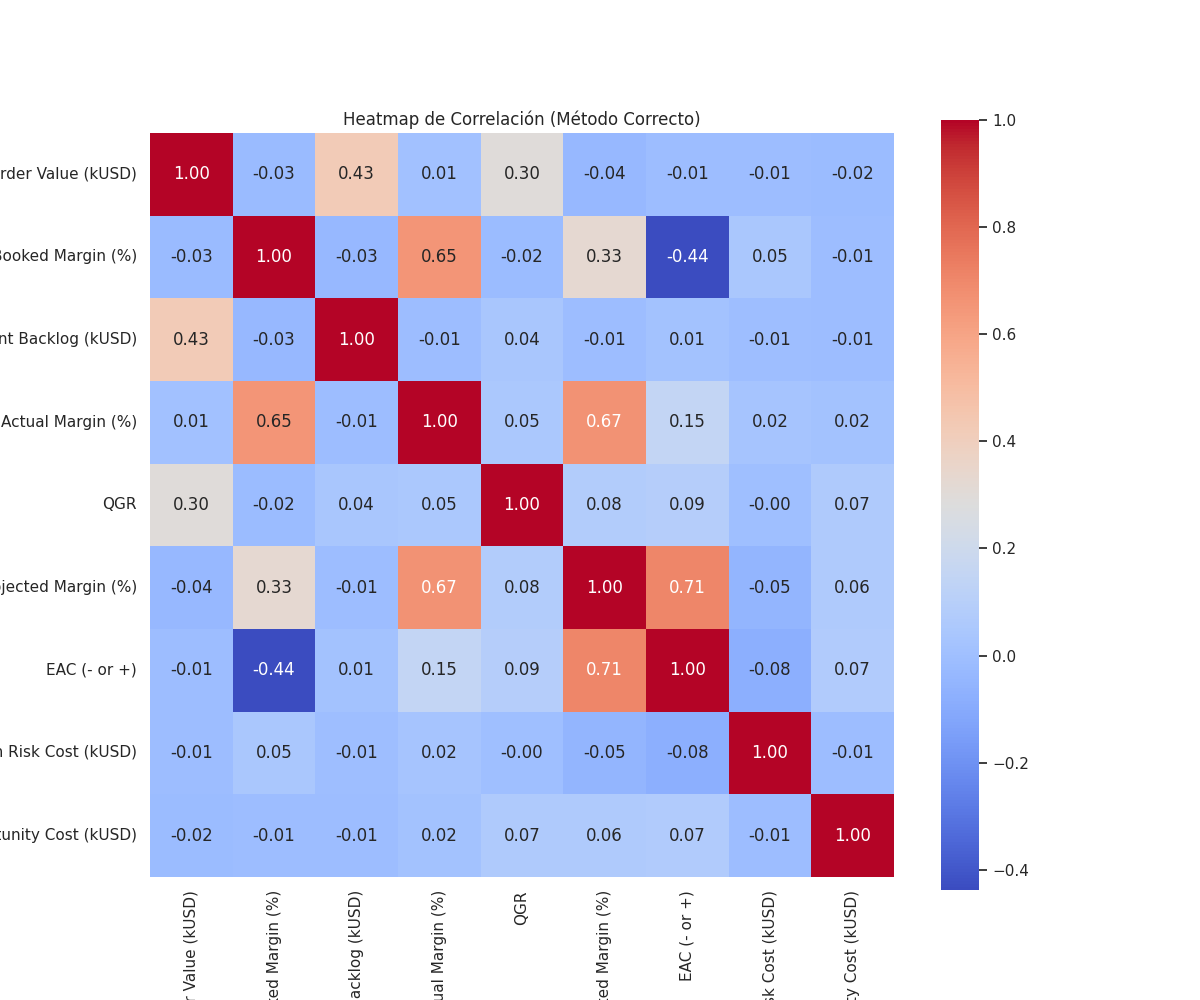 Heatmap de Correlación (Método Correcto)
Value (kUSD) 1.00 -0.03 0.43 0.01 0.30 -0.04 -0.01 -0.01 -0.02
Margin (%) -0.03 1.00 -0.03 0.65 -0.02 0.33 -0.44 0.05 -0.01
Backlog (kUSD) 0.43 -0.03 1.00 -0.01 0.04 -0.01 0.01 -0.01 -0.01
Actual Margin (%) 0.01 0.65 -0.01 1.00 0.05 0.67 0.15 0.02 0.02
QGR 0.30 -0.02 0.04 0.05 1.00 0.08 0.09 -0.00 0.07
Margin (%) -0.04 0.33 -0.01 0.67 0.08 1.00 0.71 -0.05 0.06
EAC (- or +) -0.01 -0.44 0.01 0.15 0.09 0.71 1.00 -0.08 0.07
Risk Cost (kUSD) -0.01 0.05 -0.01 0.02 -0.00 -0.05 -0.08 1.00 -0.01
Cost (kUSD) -0.02 -0.01 -0.01 0.02 0.07 0.06 0.07 -0.01 1.00
Value (kUSD)
Margin (%)
(kUSD)
Margin (%)
QGR
Margin (%)
EAC (- or +)
Cost (kUSD)
Cost (kUSD)
1.0
0.8
0.6
0.4
0.2
0.0
−0.2
−0.4